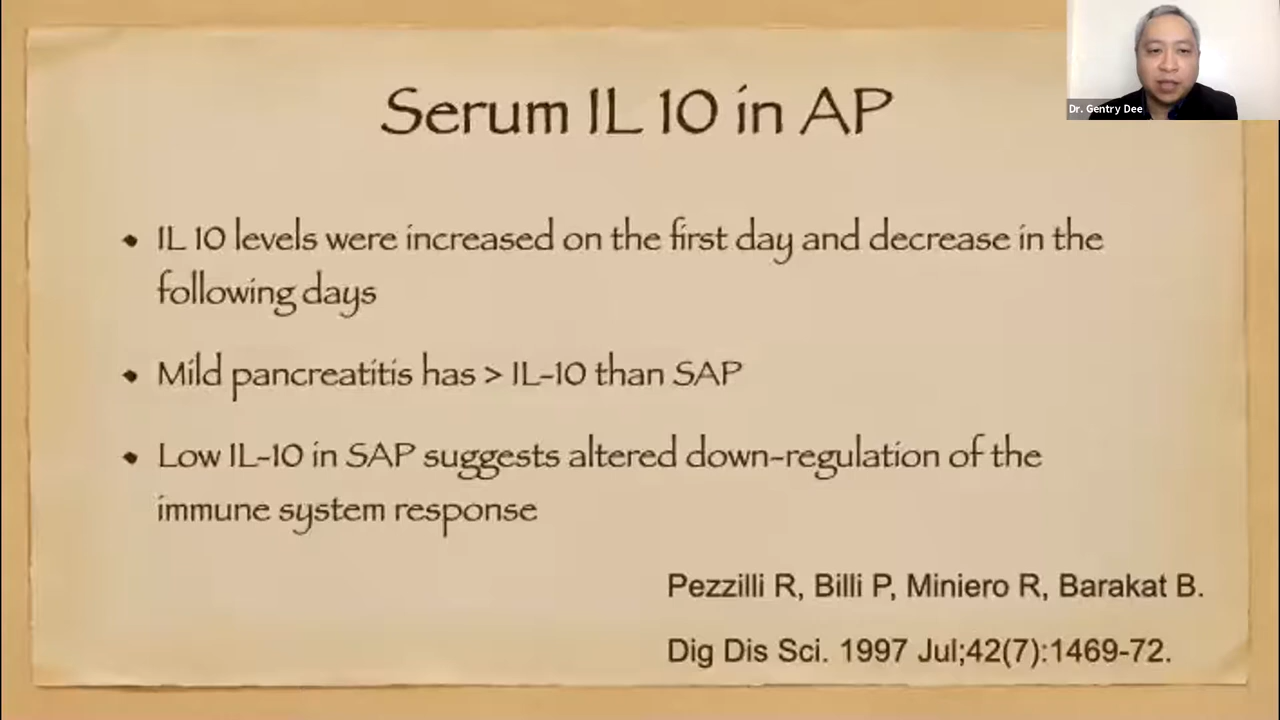 Serum IL 10 in AP
Dr. Gentry Dee
• IL 10 levels were increased on the first day and decrease in the
following days
• Mild pancreatitis has > IL-10 than SAP
• Low IL-10 in SAP suggests altered down-regulation of the
immune system response
Pezzilli R, Billi P, Miniero R, Barakat B.
Dig Dis Sci. 1997 Jul;42(7):1469-72.